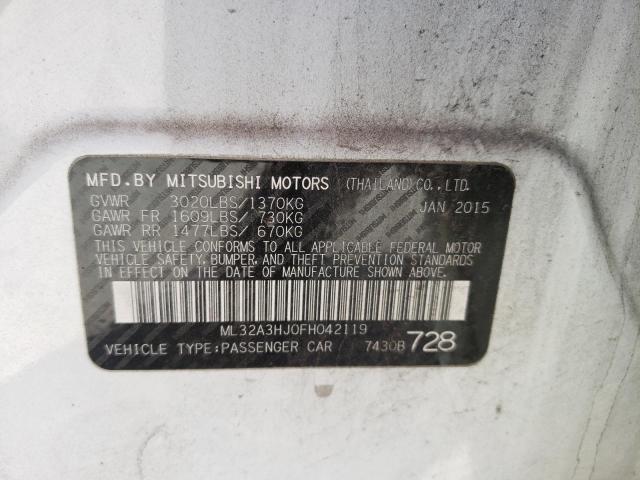 MFD.BY MITSUBISHI MOTORS (THAILAND)CO.,LTD.
GVWR 3020LBS/1370KG JAN 2015
GAWR FR 1609LBS/ 730KG
GAWR RR 1477LBS/ 670KG
THIS VEHICLE CONFORMS TO ALL APPLICABLE FEDERAL MOTOR
VEHICLE SAFETY, BUMPER, AND THEFT PREVENTION STANDARDS
IN EFFECT ON THE DATE OF MANUFACTURE SHOWN ABOVE.
ML32A3HJ0FH042119
VEHICLE TYPE:PASSENGER CAR 7430B 728